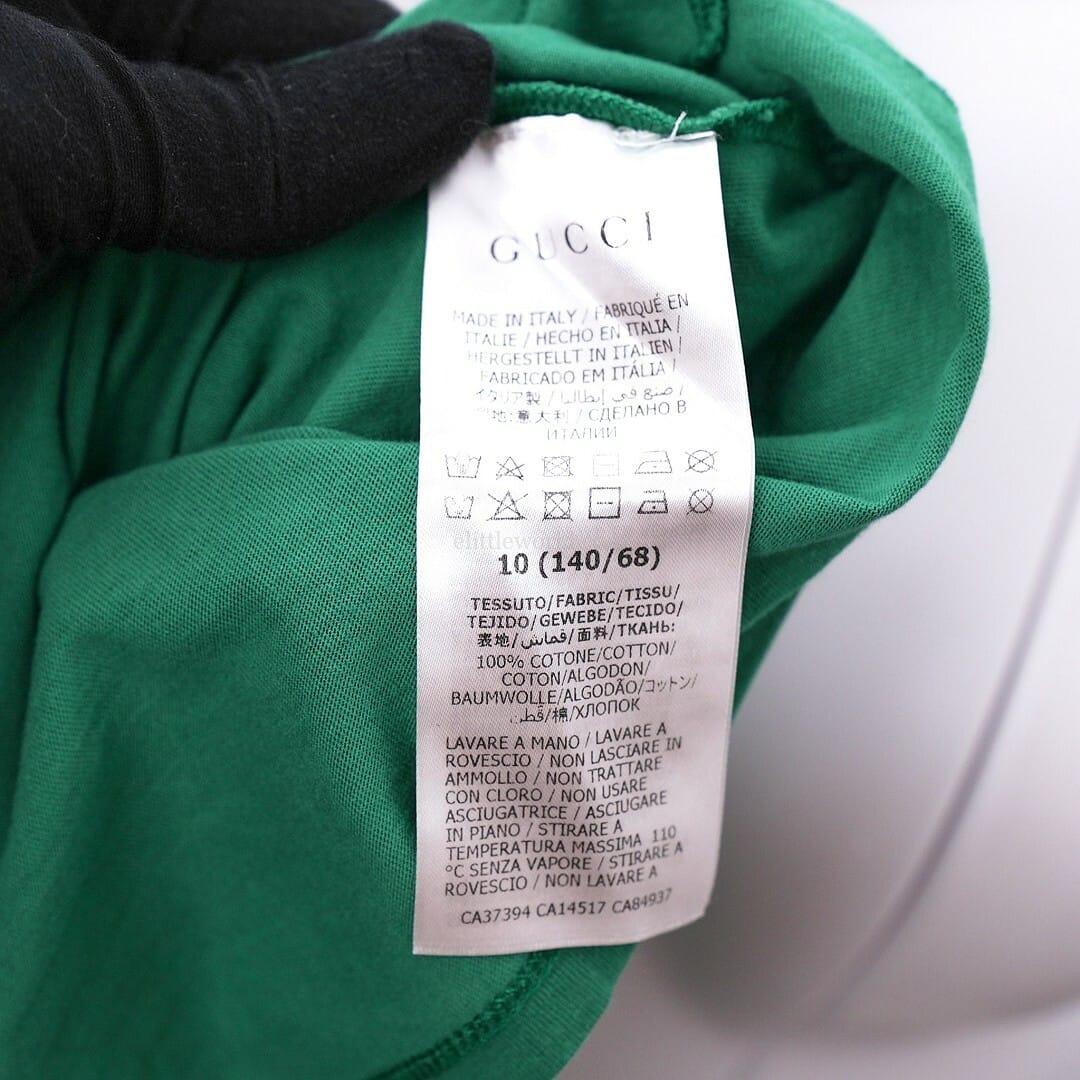 GUCCI
MADE IN ITALY / FABRIQUÉ EN
ITALIE / HECHO EN ITALIA /
HERGESTELLT IN ITALIEN /
FABRICADO EM ITÁLIA /
イタリア製 / صنع في إيطاليا /
地:意大利 / СДЕЛАНО В
ИТАЛИИ
elittlewor
10 (140/68)
TESSUTO/FABRIC/TISSU/
TEJIDO/GEWEBE/TECIDO/
表地/قماش/面料/ТКАНЬ:
100% COTONE/COTTON/
COTON/ALGODON/
BAUMWOLLE/ALGODÃO/コットン/
قطن/棉/ХЛОПОК
LAVARE A MANO / LAVARE A
ROVESCIO / NON LASCIARE IN
AMMOLLO / NON TRATTARE
CON CLORO / NON USARE
ASCIUGATRICE / ASCIUGARE
IN PIANO / STIRARE A
TEMPERATURA MASSIMA 110
°C SENZA VAPORE / STIRARE A
ROVESCIO / NON LAVARE A
CA37394 CA14517 CA84937